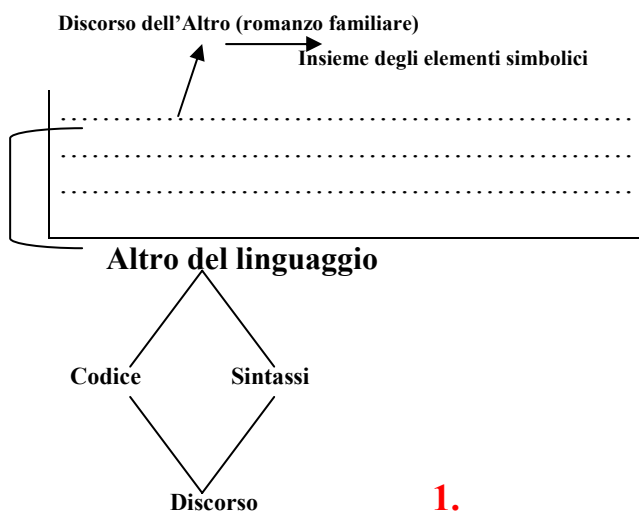 Discorso dell’Altro (romanzo familiare)
Insieme degli elementi simbolici
Altro del linguaggio
Codice
Sintassi
Discorso
1.